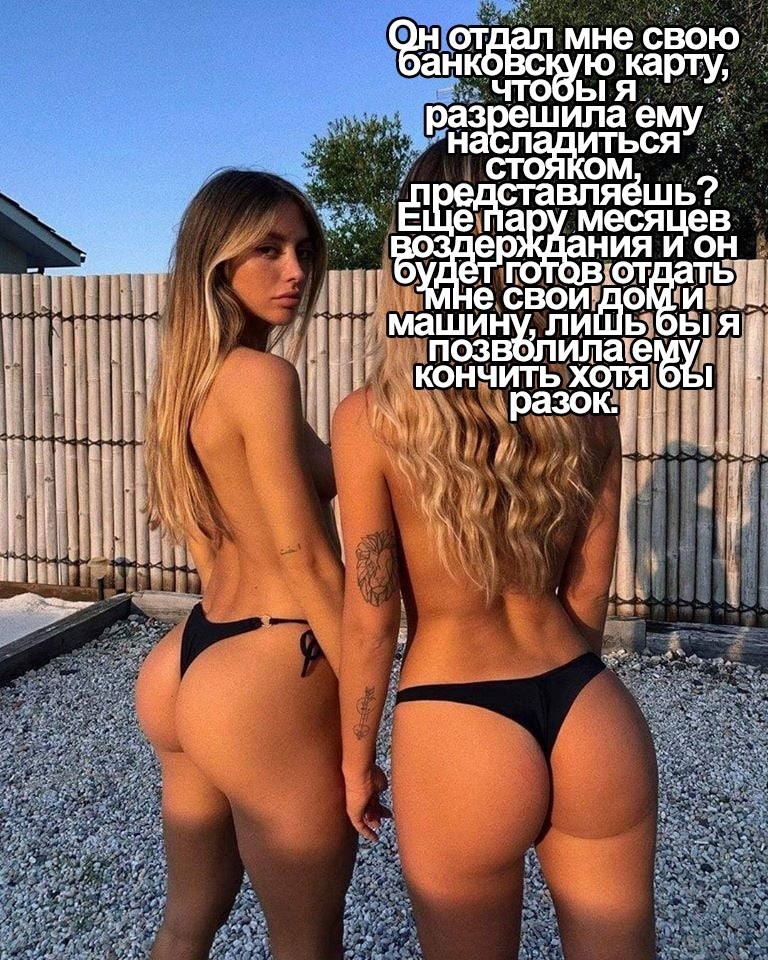 Он отдал мне свою
банковскую карту,
чтобы я
разрешила ему
насладиться
стояком,
представляешь?
Ещё пару месяцев
воздерждания и он
будет готов отдать
мне свой дом и
машину, лишь бы я
позволила ему
кончить хотя бы
разок.